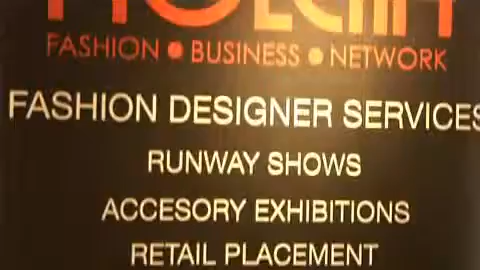 FASHION • BUSINESS • NETWORK
FASHION DESIGNER SERVICES
RUNWAY SHOWS
ACCESORY EXHIBITIONS
RETAIL PLACEMENT